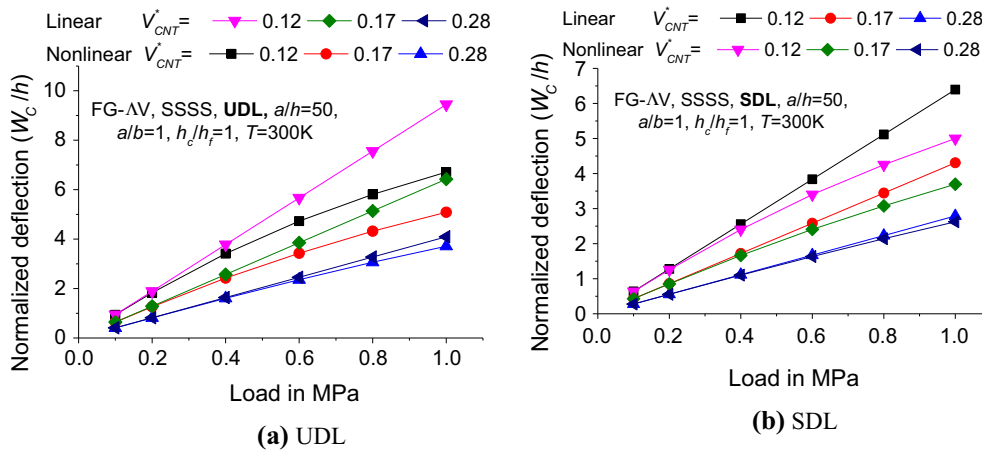 Linear V*CNT= 0.12 0.17 0.28
Nonlinear V*CNT= 0.12 0.17 0.28
FG-ΛV, SSSS, UDL, a/h=50,
a/b=1, hc/hf=1, T=300K
Normalized deflection (WC/h)
10
8
6
4
2
0
0.0 0.2 0.4 0.6 0.8 1.0
Load in MPa
(a) UDL
Linear V*CNT= 0.12 0.17 0.28
Nonlinear V*CNT= 0.12 0.17 0.28
FG-ΛV, SSSS, SDL, a/h=50,
a/b=1, hc/hf=1, T=300K
Normalized deflection (WC/h)
7
6
5
4
3
2
1
0
0.0 0.2 0.4 0.6 0.8 1.0
Load in MPa
(b) SDL